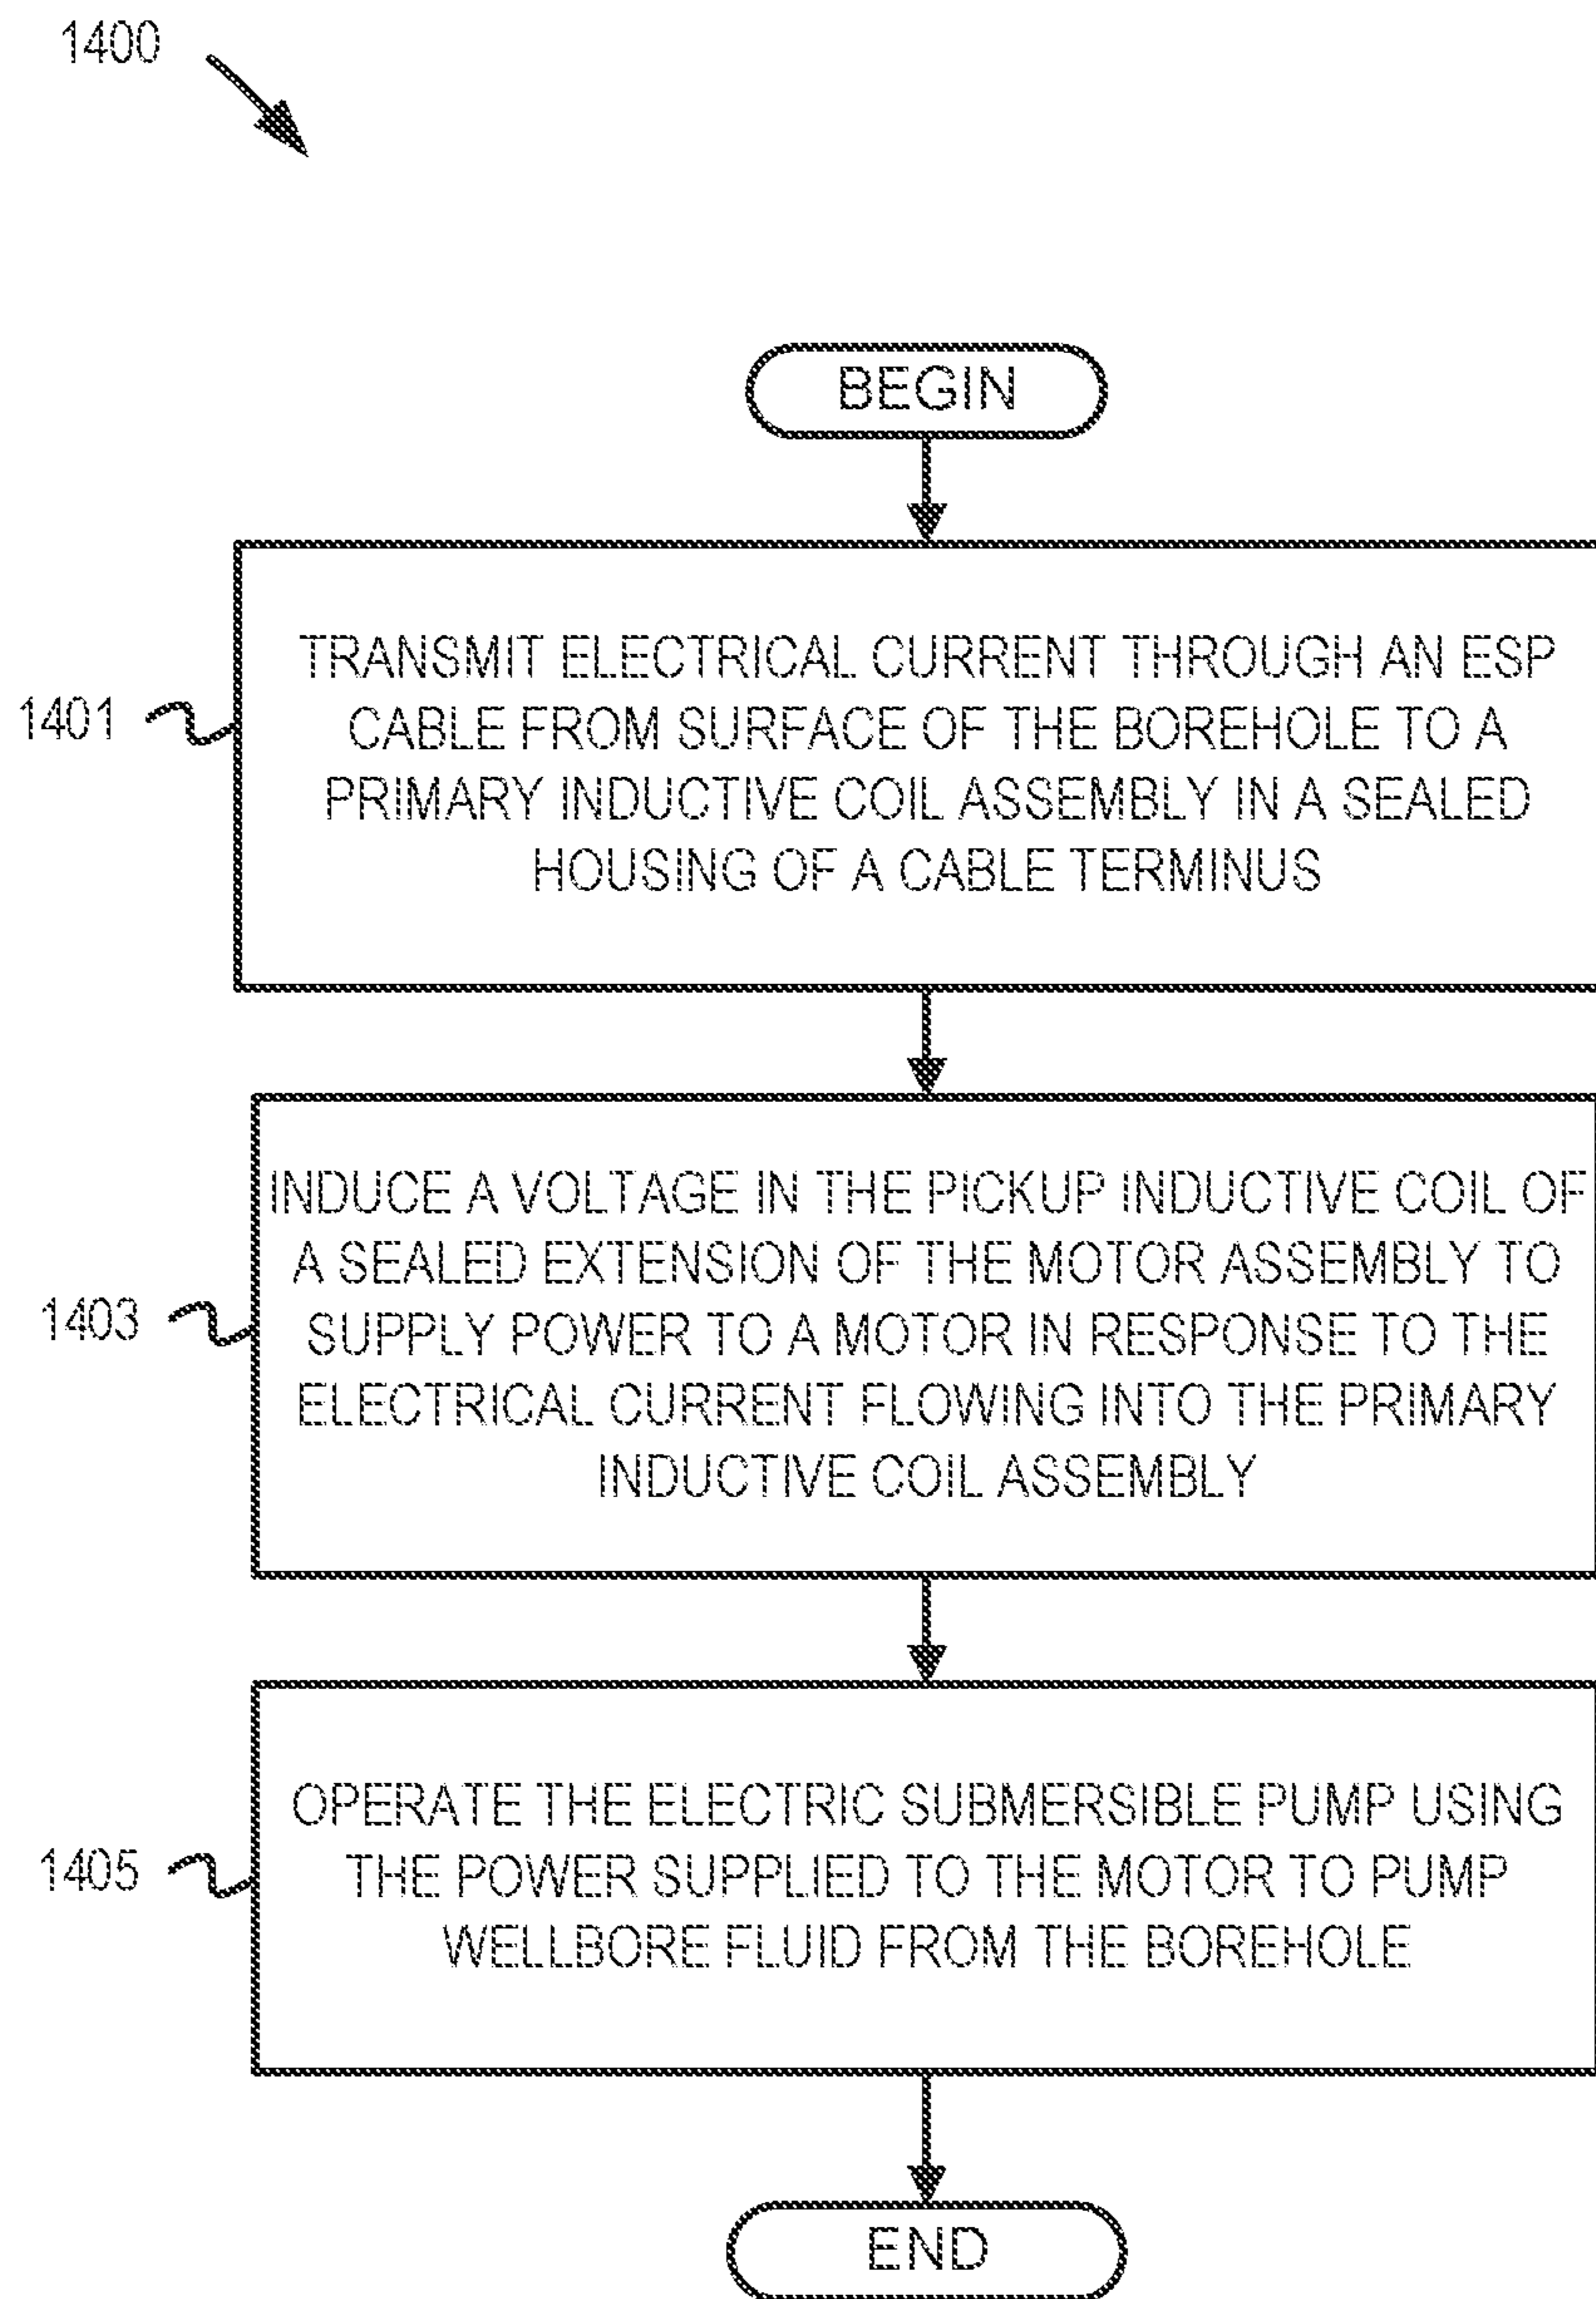 1400
BEGIN
1401
TRANSMIT ELECTRICAL CURRENT THROUGH AN ESP
CABLE FROM SURFACE OF THE BOREHOLE TO A
PRIMARY INDUCTIVE COIL ASSEMBLY IN A SEALED
HOUSING OF A CABLE TERMINUS
1403
INDUCE A VOLTAGE IN THE PICKUP INDUCTIVE COIL OF
A SEALED EXTENSION OF THE MOTOR ASSEMBLY TO
SUPPLY POWER TO A MOTOR IN RESPONSE TO THE
ELECTRICAL CURRENT FLOWING INTO THE PRIMARY
INDUCTIVE COIL ASSEMBLY
1405
OPERATE THE ELECTRIC SUBMERSIBLE PUMP USING
THE POWER SUPPLIED TO THE MOTOR TO PUMP
WELLBORE FLUID FROM THE BOREHOLE
END